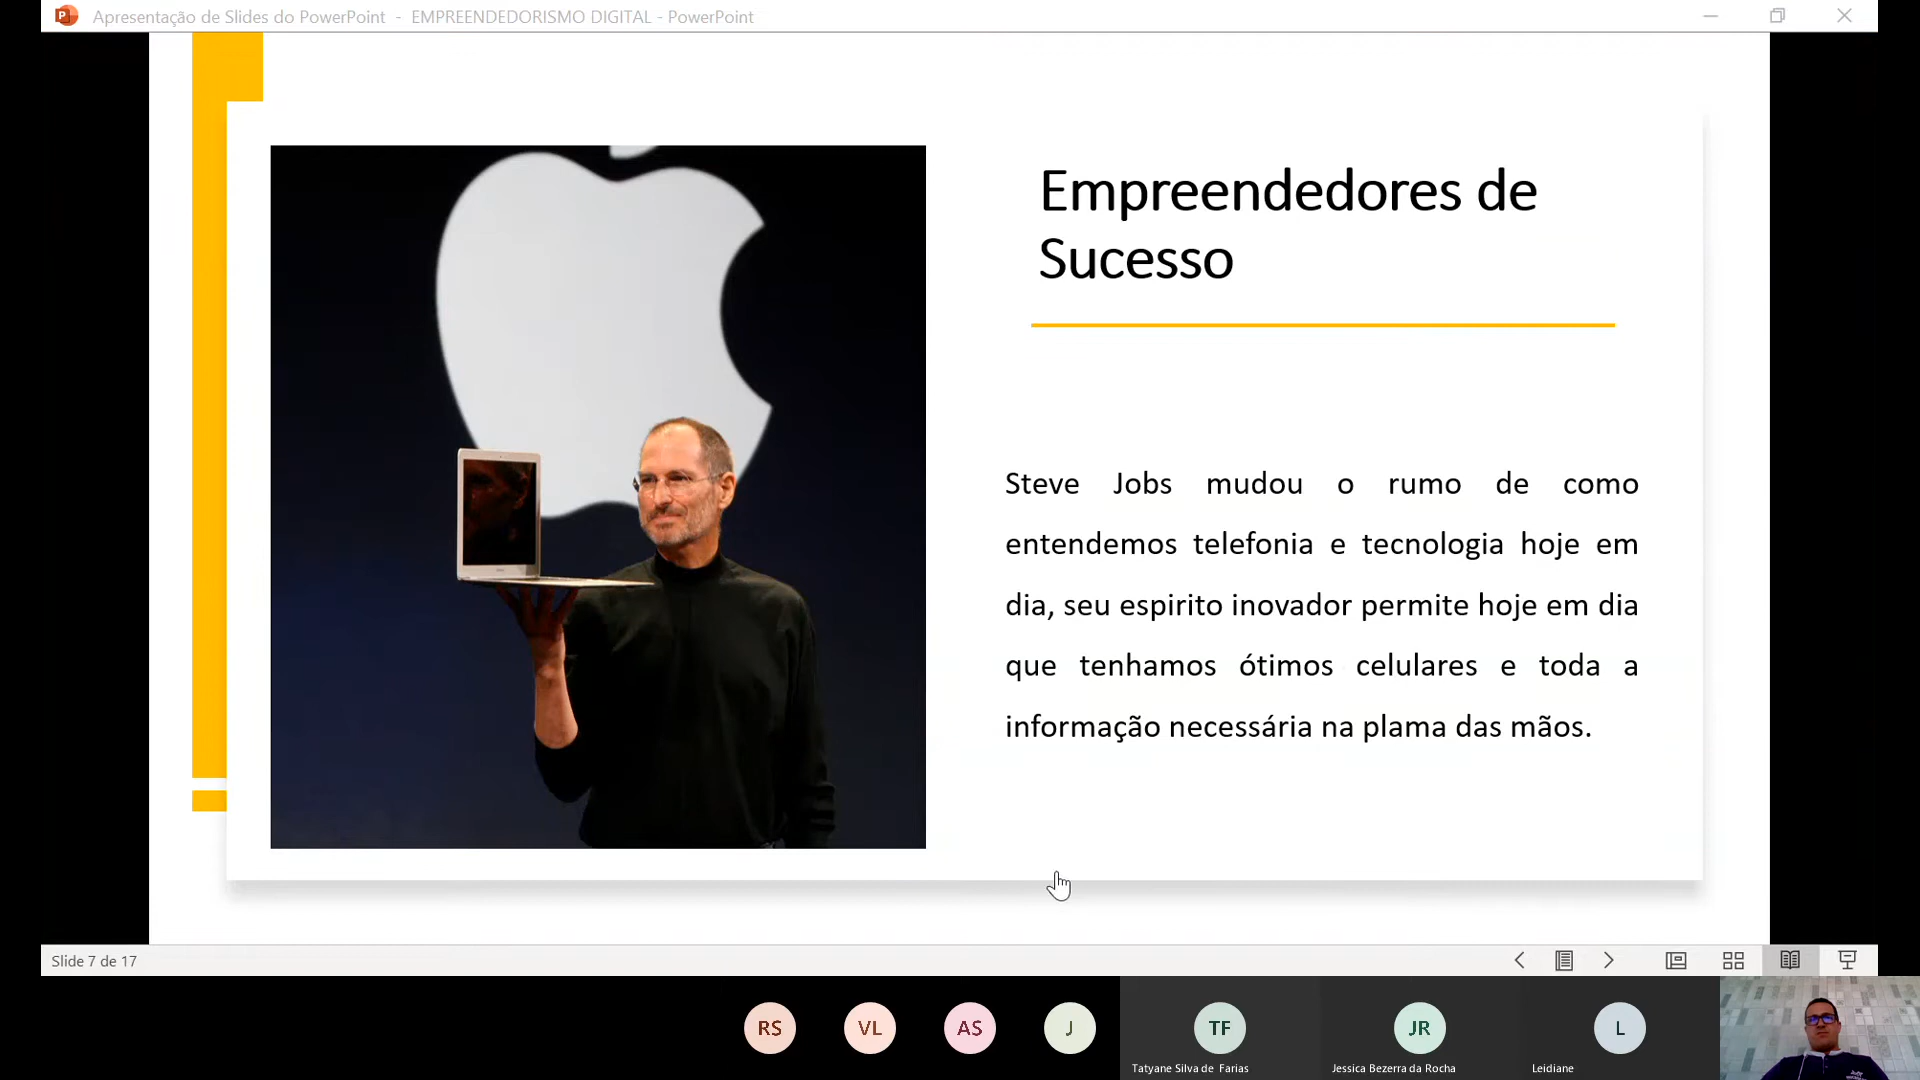 Apresentação de Slides do PowerPoint - EMPREENDEDORISMO DIGITAL - PowerPoint
Empreendedores de
Sucesso
Steve Jobs mudou o rumo de como
entendemos telefonia e tecnologia hoje em
dia, seu espirito inovador permite hoje em dia
que tenhamos ótimos celulares e toda a
informação necessária na plama das mãos.
Slide 7 de 17
RS
VL
AS
J
TF
JR
L
Tatyane Silva de Farias
Jessica Bezerra da Rocha
Leidiane